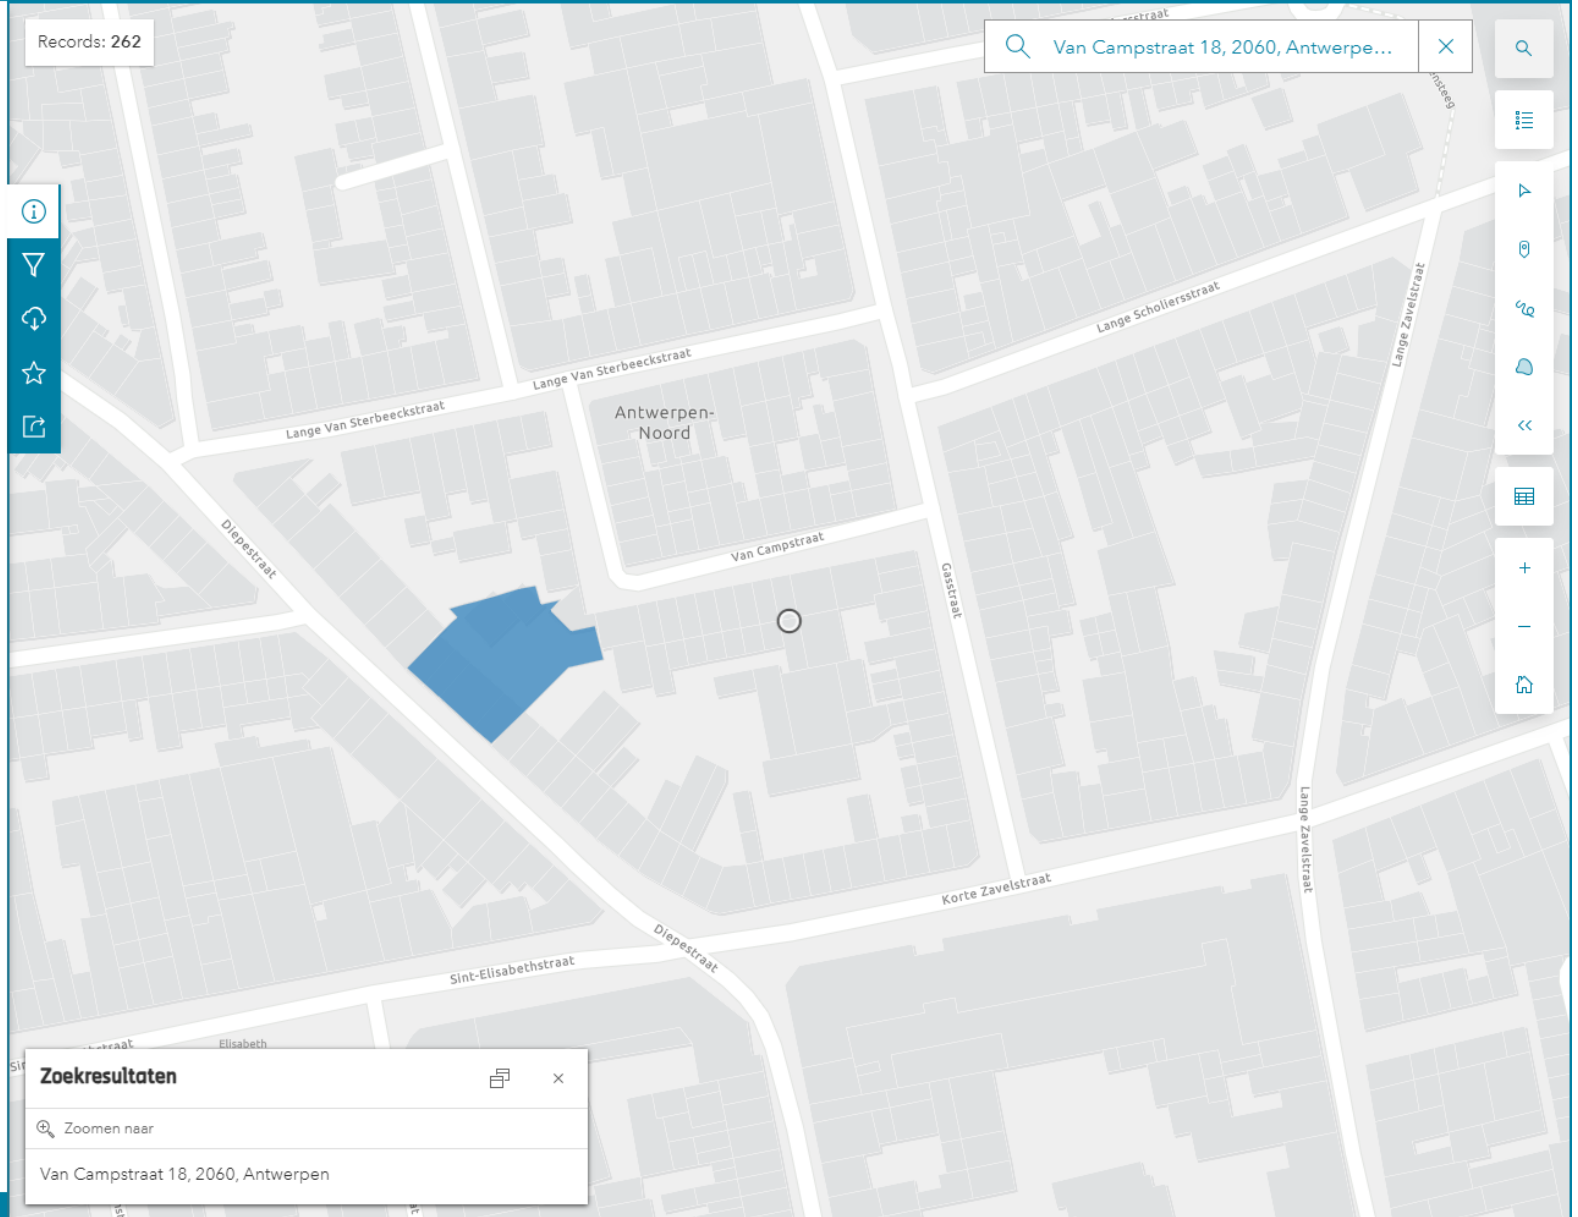 Records: 262
Van Campstraat 18, 2060, Antwerpe...
Lange Scholiersstraat
Lange Zavelstraat
Lange Van Sterbeeckstraat
Lange Van Sterbeeckstraat
Antwerpen-
Noord
Diepestraat
Van Campstraat
Gasstraat
Lange Zavelstraat
Korte Zavelstraat
Diepestraat
Sint-Elisabethstraat
Elisabeth
Zoekresultaten
Zoomen naar
Van Campstraat 18, 2060, Antwerpen